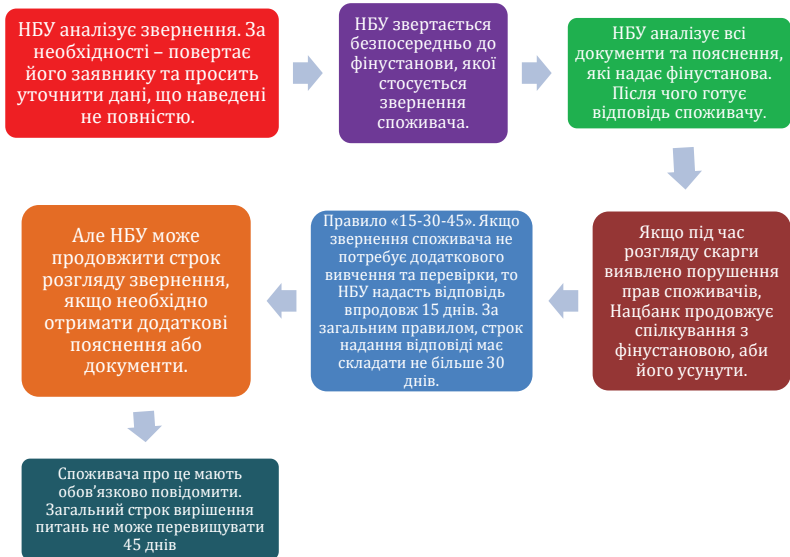 НБУ аналізує звернення. За
необхідності – повертає
його заявнику та просить
уточнити дані, що наведені
не повністю.
НБУ звертається
безпосередньо до
фінустанови, якої
стосується
звернення
споживача.
НБУ аналізує всі
документи та пояснення,
які надає фінустанова.
Після чого готує
відповідь споживачу.
Якщо під час
розгляду скарги
виявлено порушення
прав споживачів,
Нацбанк продовжує
спілкування з
фінустановою, аби
його усунути.
Правило «15-30-45». Якщо
звернення споживача не
потребує додаткового
вивчення та перевірки, то
НБУ надасть відповідь
впродовж 15 днів. За
загальним правилом, строк
надання відповіді має
складати не більше 30
днів.
Але НБУ може
продовжити строк
розгляду звернення,
якщо необхідно
отримати додаткові
пояснення або
документи.
Споживача про це мають
обов’язково повідомити.
Загальний строк вирішення
питань не може перевищувати
45 днів